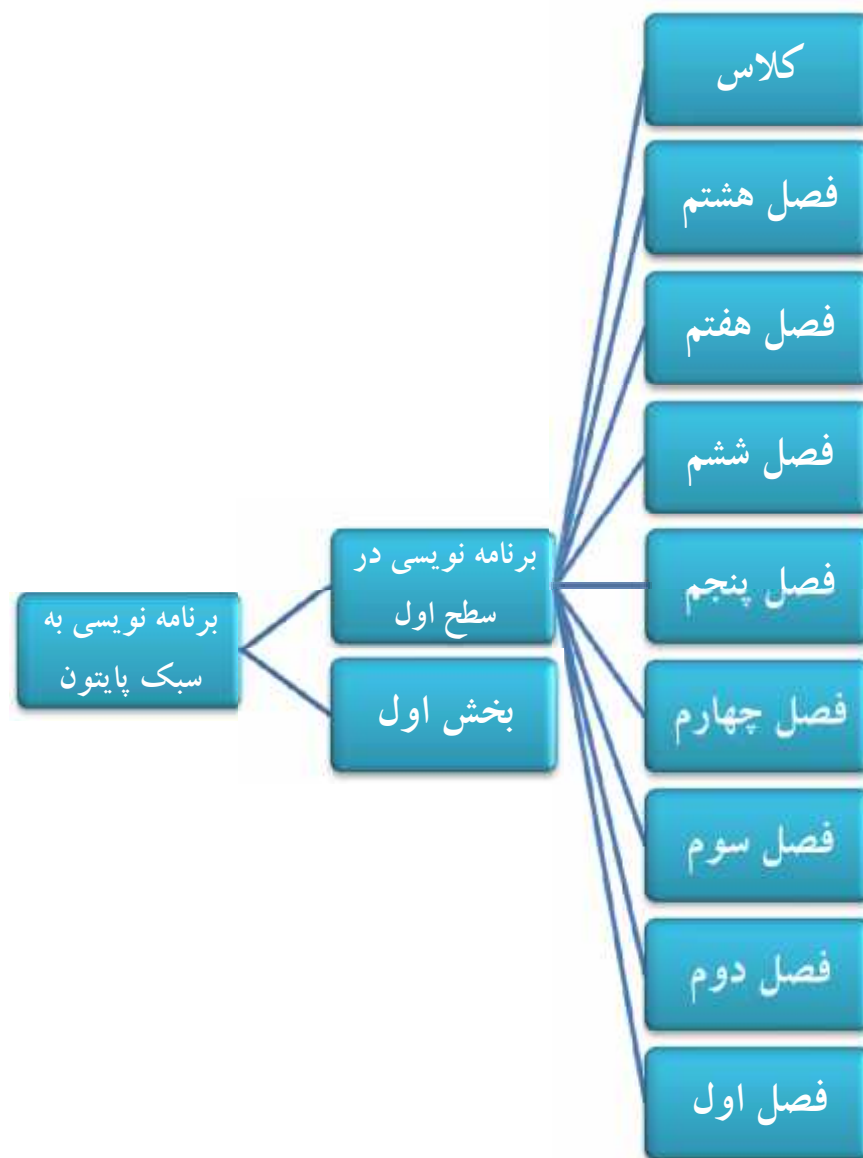 کلاس
فصل هشتم
فصل هفتم
فصل ششم
فصل پنجم
فصل چهارم
فصل سوم
فصل دوم
فصل اول
برنامه نویسی در
سطح اول
بخش اول
برنامه نویسی به
سبک پایتون